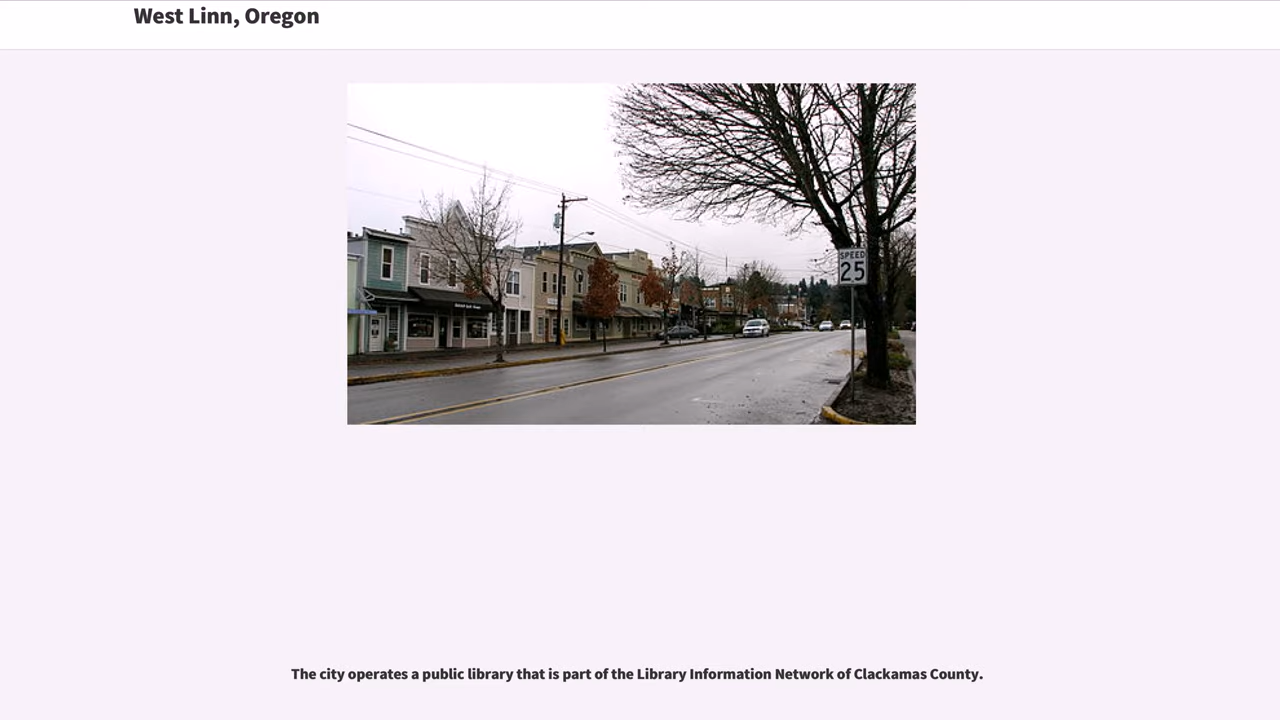 West Linn, Oregon
SPEED
25
The city operates a public library that is part of the Library Information Network of Clackamas County.